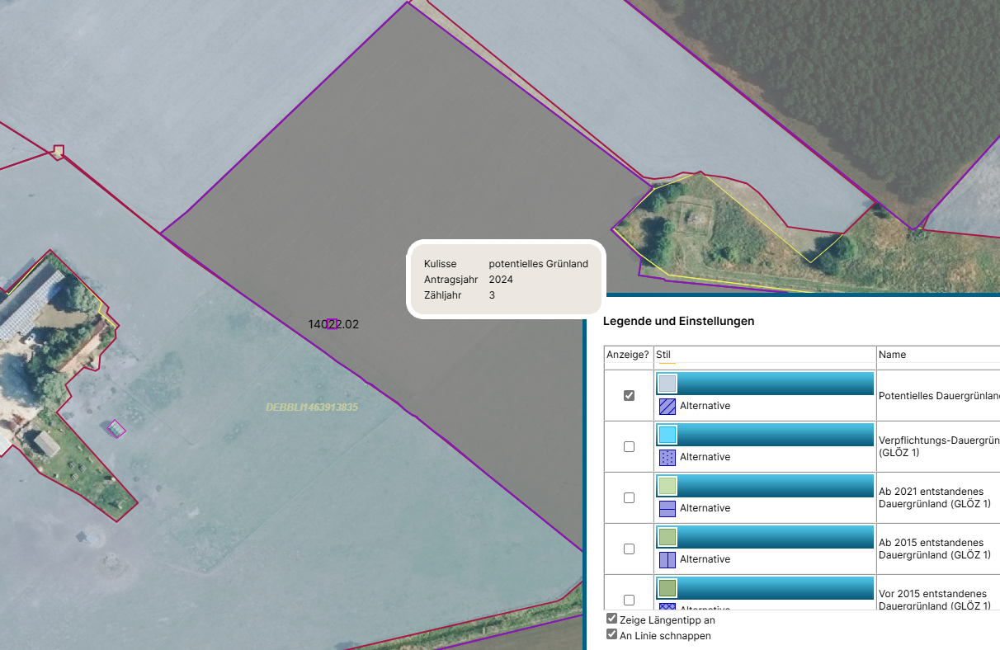 Kulisse potentielles Grünland
Antragsjahr 2024
Zähljahr 3
14022.02
DEBBLI1463913835
Legende und Einstellungen
Anzeige? Stil Name
Potentielles Dauergrünland
Alternative
Verpflichtungs-Dauergrün
(GLÖZ 1)
Alternative
Ab 2021 entstandenes
Dauergrünland (GLÖZ 1)
Alternative
Ab 2015 entstandenes
Dauergrünland (GLÖZ 1)
Alternative
Vor 2015 entstandenes
Dauergrünland (GLÖZ 1)
Alternative
Zeige Längentipp an
An Linie schnappen